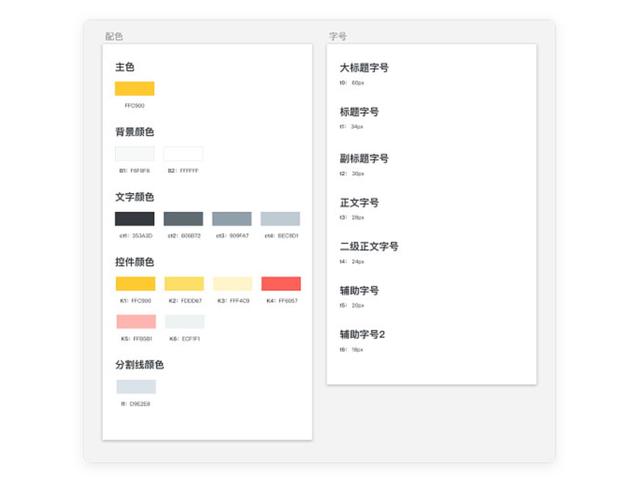 配色
主色
FFC900
背景颜色
B1: F6F8F8
B2: FFFFFF
文字颜色
ct1: 353A3D
ct2: 606B72
ct3: 909FA7
ct4: BEC9D1
控件颜色
K1: FFC900
K2: FDDD67
K3: FFF4C9
K4: FF6057
K5: FFB5B1
K6: ECF1F1
分割线颜色
D9E2E8
字号
大标题字号
t0: 60px
标题字号
t1: 34px
副标题字号
t2: 30px
正文字号
t3: 28px
二级正文字号
t4: 24px
辅助字号
t5: 20px
辅助字号2
t6: 18px